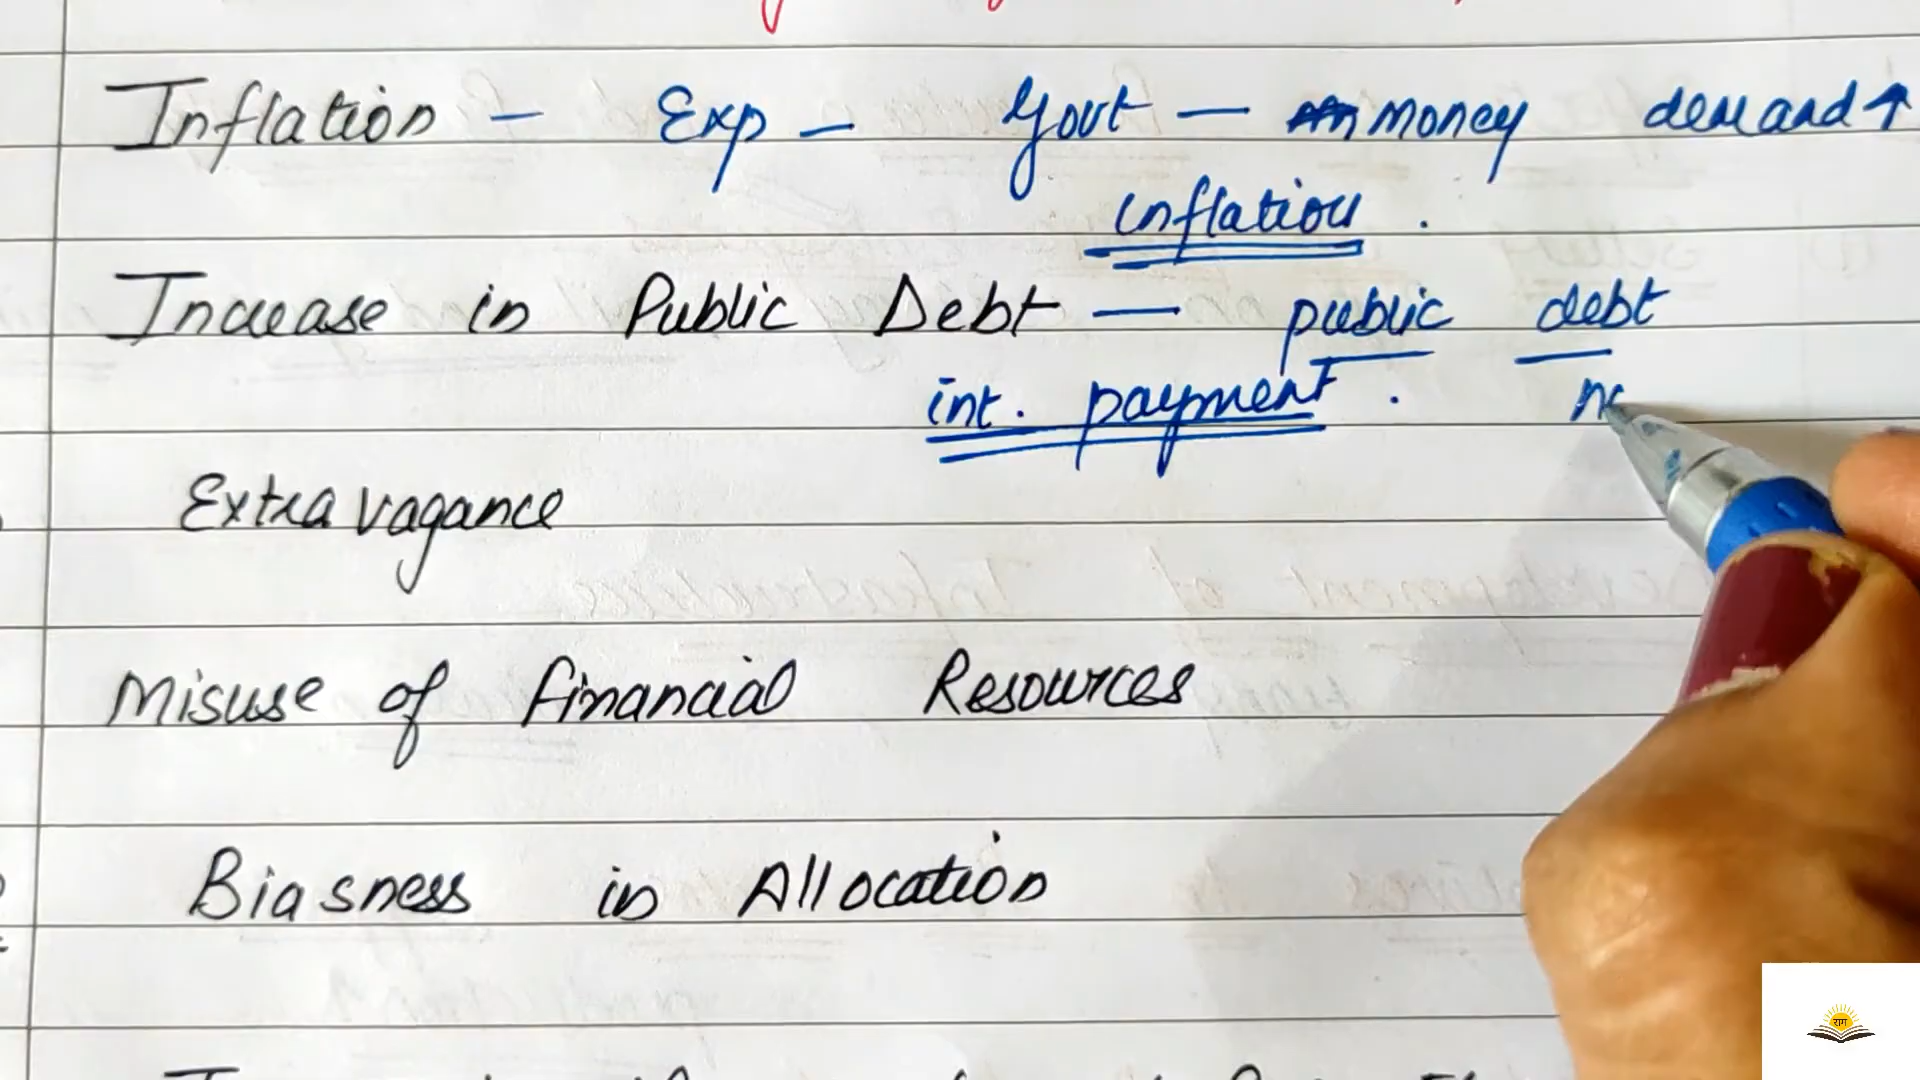 Inflation - Exp - Govt - money demand ↑
inflation .
Increase in Public Debt - public debt
int. payment .
Extravagance
Misuse of financial Resources
Biasness in Allocation
राग